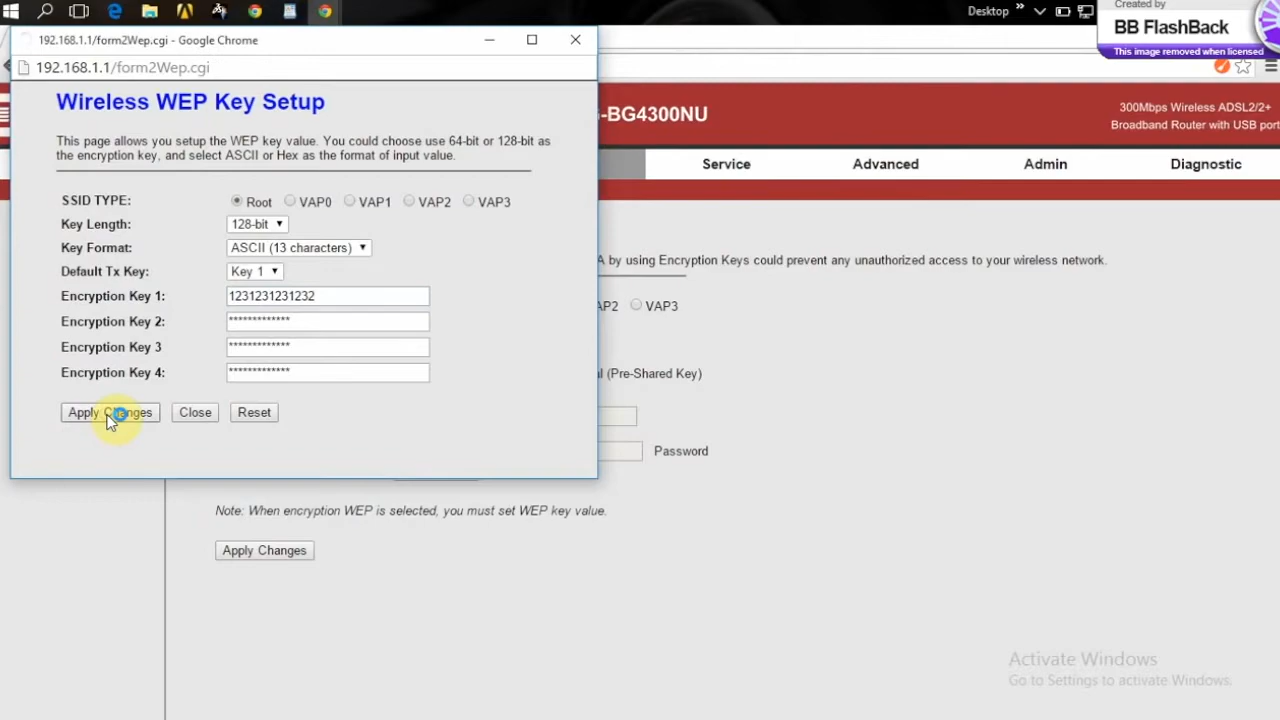 Desktop »
Created by
BB FlashBack
This image removed when licensed
192.168.1.1/form2Wep.cgi - Google Chrome
192.168.1.1/form2Wep.cgi
Wireless WEP Key Setup
This page allows you setup the WEP key value. You could choose use 64-bit or 128-bit as
the encryption key, and select ASCII or Hex as the format of input value.
SSID TYPE: Root VAP0 VAP1 VAP2 VAP3
Key Length: 128-bit
Key Format: ASCII (13 characters)
Default Tx Key: Key 1
Encryption Key 1: 1231231231232
Encryption Key 2: *************
Encryption Key 3 *************
Encryption Key 4: *************
Apply Changes Close Reset
-BG4300NU
300Mbps Wireless ADSL2/2+
Broadband Router with USB port
Service Advanced Admin Diagnostic
A by using Encryption Keys could prevent any unauthorized access to your wireless network.
AP2 VAP3
al (Pre-Shared Key)
Password
Note: When encryption WEP is selected, you must set WEP key value.
Apply Changes
Activate Windows
Go to Settings to activate Windows.